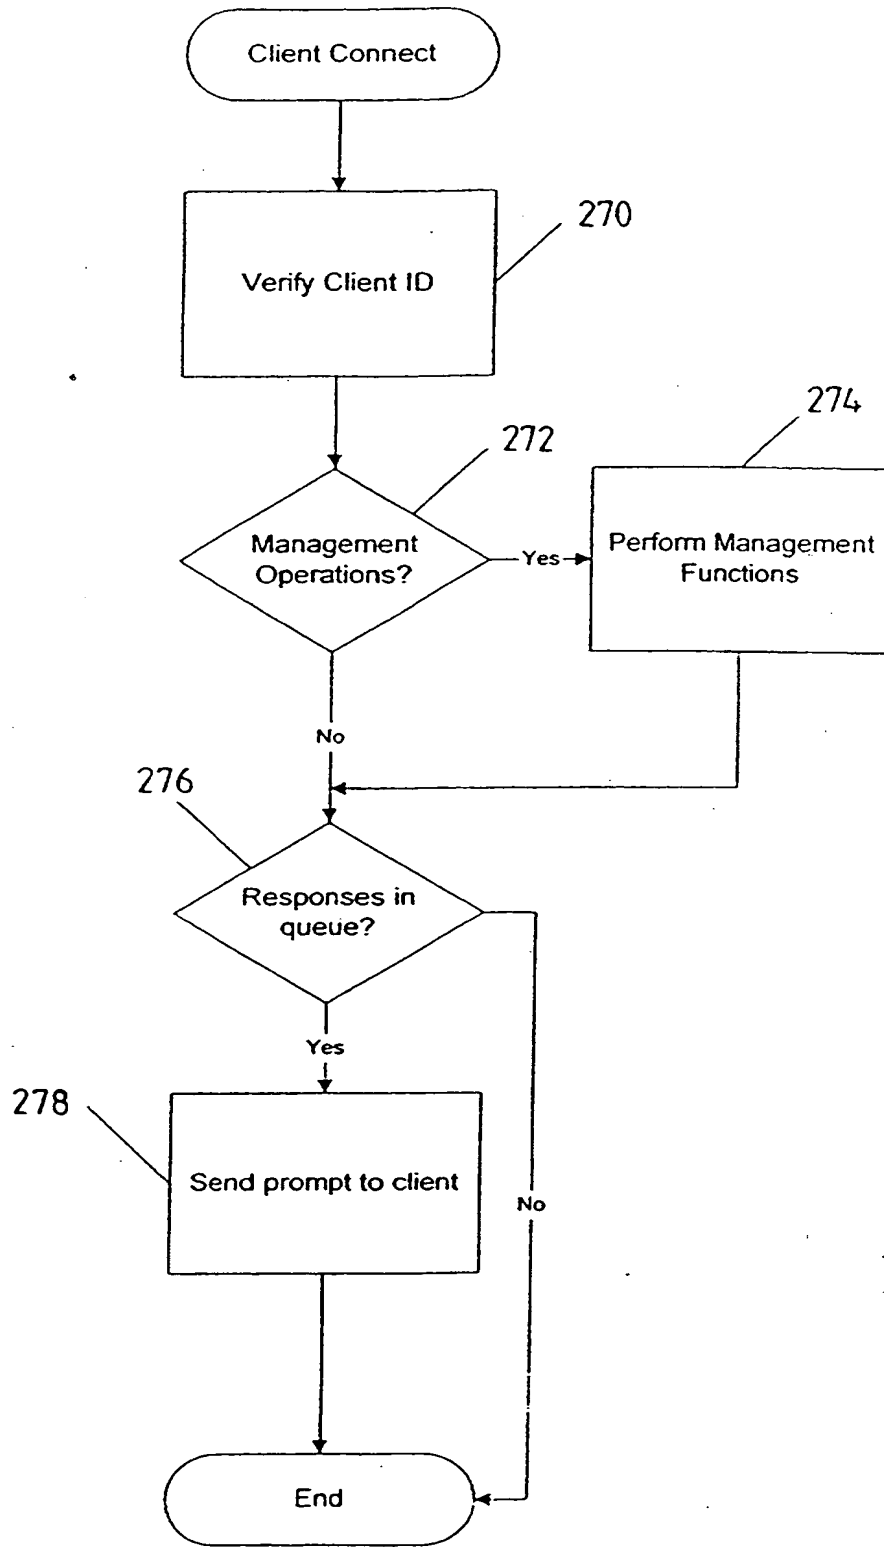 Client Connect
270
Verify Client ID
274
272
Management
Operations?
Yes
Perform Management
Functions
No
276
Responses in
queue?
Yes
278
Send prompt to client
No
End